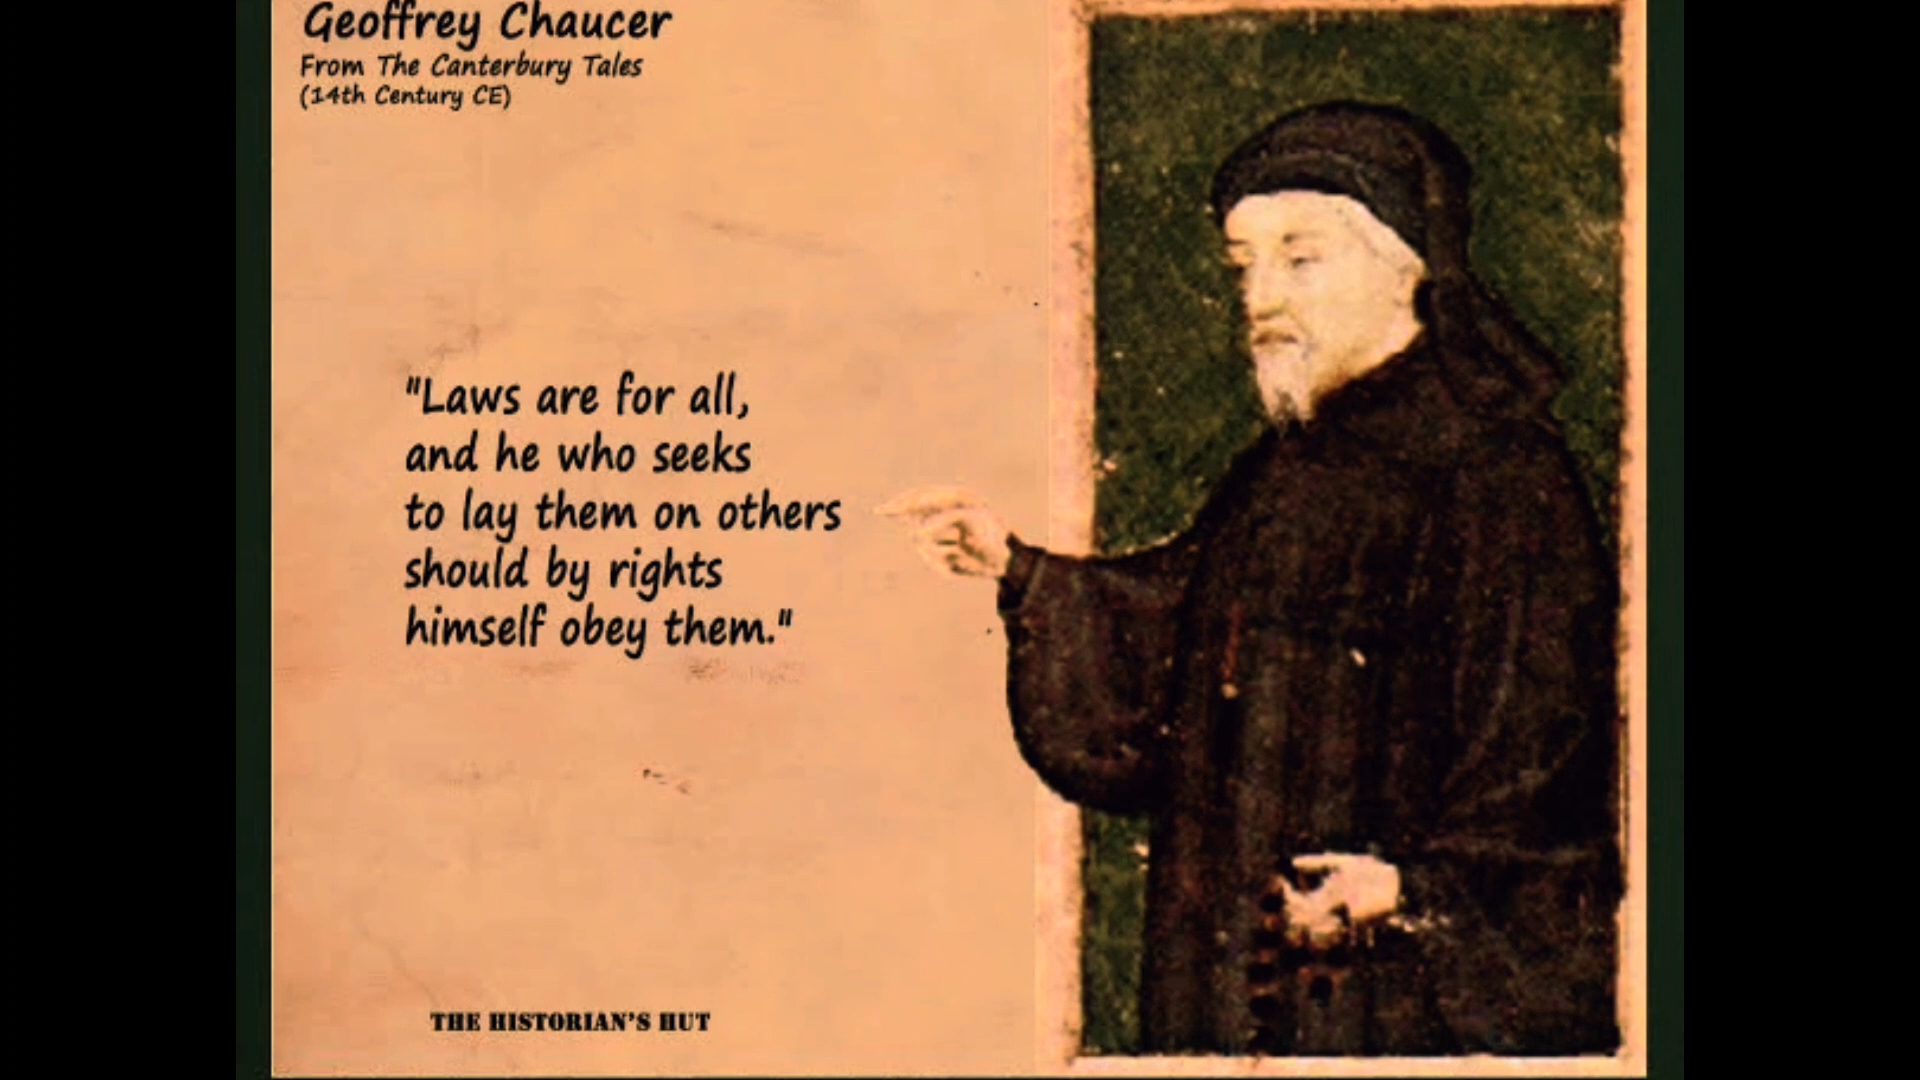 Geoffrey Chaucer
From The Canterbury Tales
(14th Century CE)
"Laws are for all,
and he who seeks
to lay them on others
should by rights
himself obey them."
THE HISTORIAN'S HUT